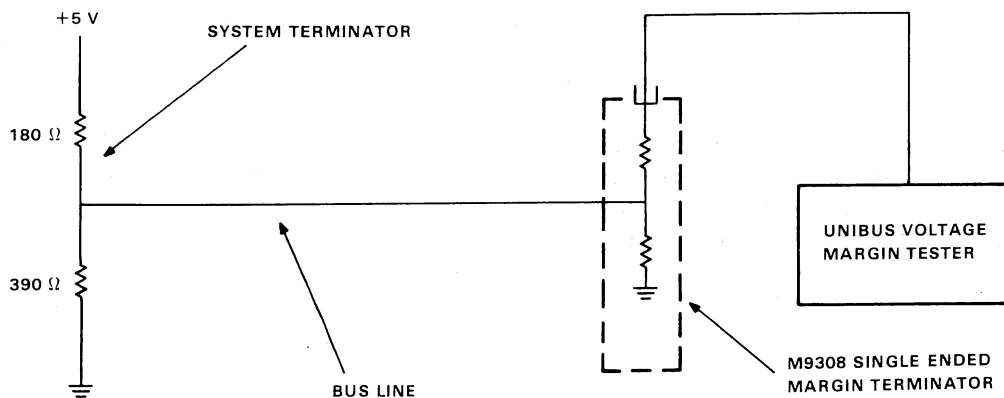 +5 V
SYSTEM TERMINATOR
180 Ω
390 Ω
BUS LINE
UNIBUS VOLTAGE
MARGIN TESTER
M9308 SINGLE ENDED
MARGIN TERMINATOR